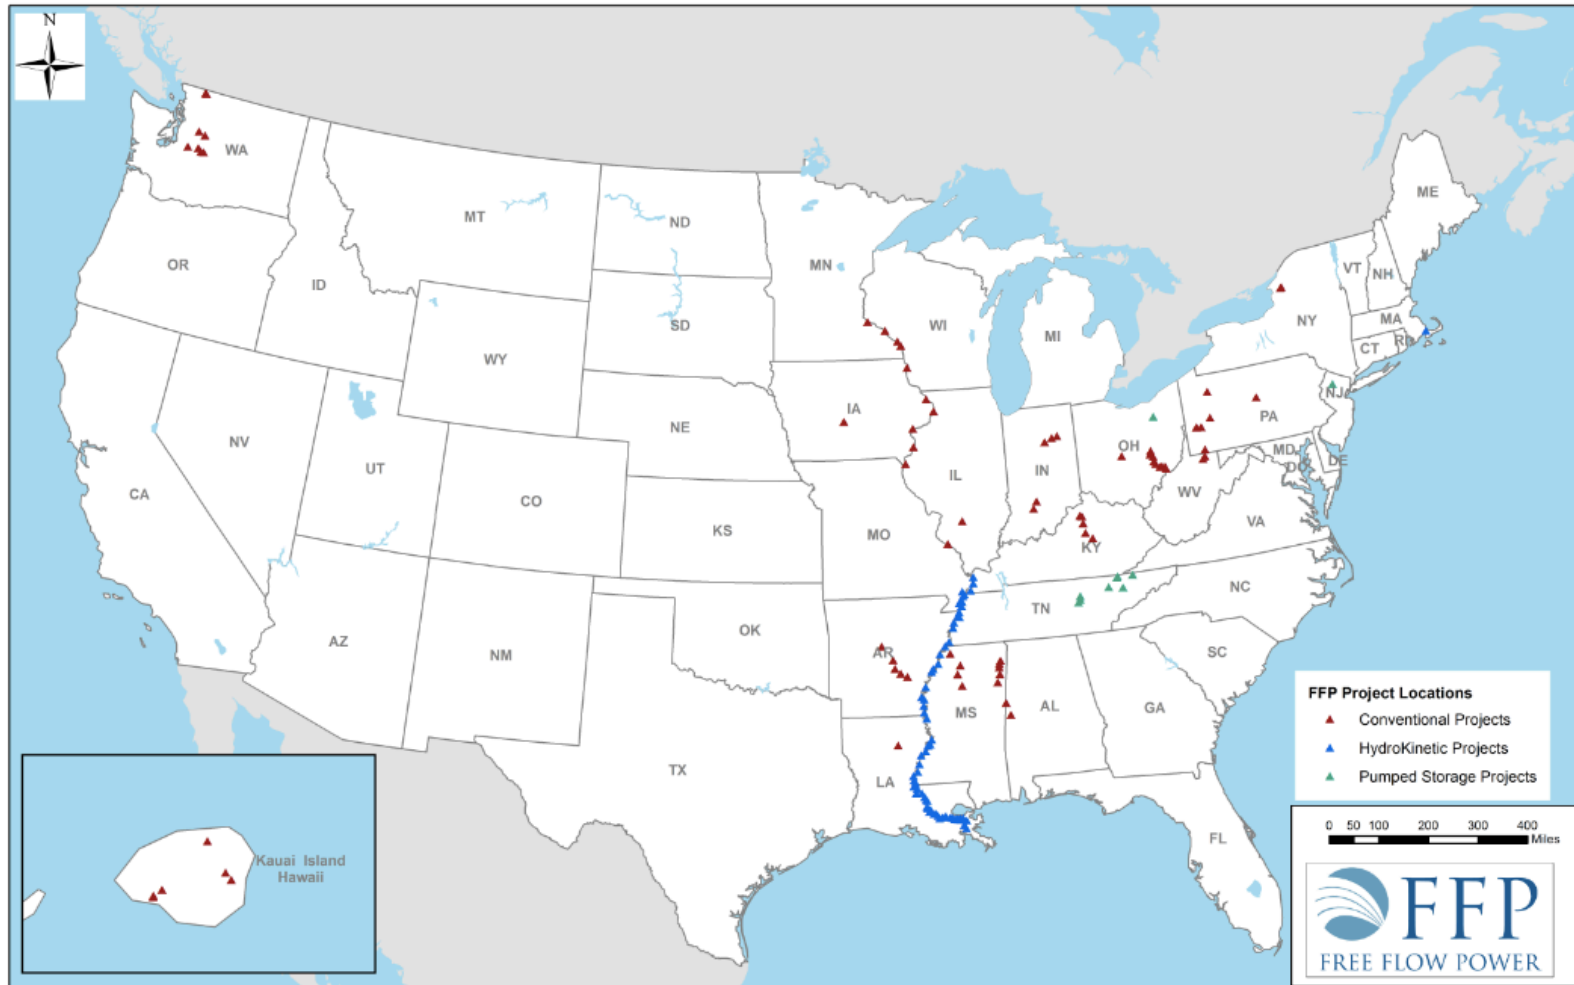 N
WA
MT
ND
MN
ME
OR
ID
SD
WI
MI
VT
NH
NY
MA
CT
RI
WY
IA
NE
PA
NJ
NV
UT
CO
IL
IN
OH
MD
DE
DC
WV
VA
CA
KS
MO
KY
AZ
NM
OK
AR
TN
NC
SC
TX
LA
MS
AL
GA
FL
Kauai Island
Hawaii
FFP Project Locations
Conventional Projects
HydroKinetic Projects
Pumped Storage Projects
0 50 100 200 300 400
Miles
FFP
FREE FLOW POWER